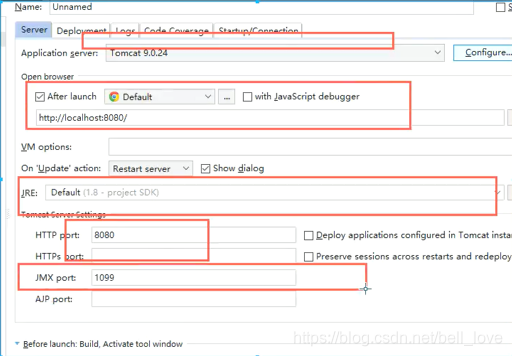 Name: Unnamed
Server Deployment Logs Code Coverage Startup/Connection
Application server: Tomcat 9.0.24 Configure...
Open browser
After launch Default ... with JavaScript debugger
http://localhost:8080/
VM options:
On 'Update' action: Restart server Show dialog
JRE: Default (1.8 - project SDK)
Tomcat Server Settings
HTTP port: 8080 Deploy applications configured in Tomcat instan
HTTPs port: Preserve sessions across restarts and redeploy
JMX port: 1099
AJP port:
https://blog.csdn.net/bell_love
Before launch: Build, Activate tool window